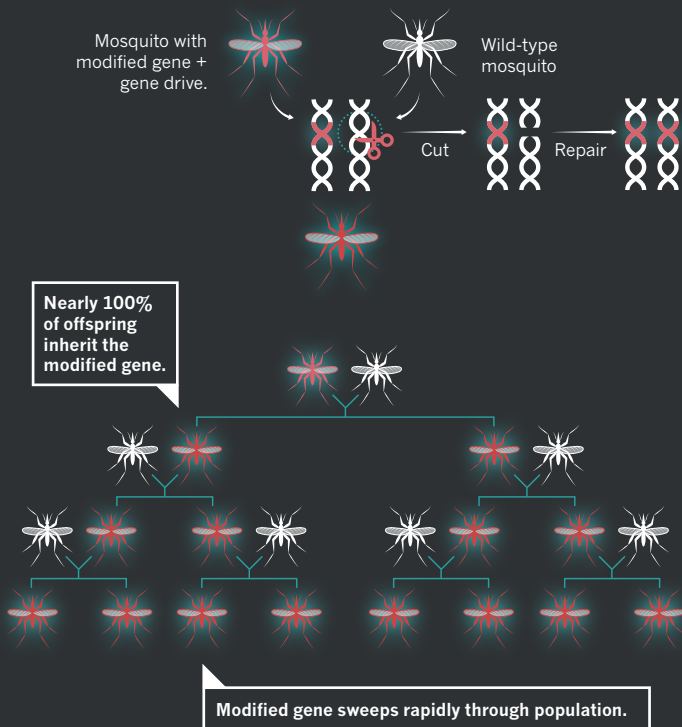 Mosquito with
modified gene +
gene drive.
Wild-type
mosquito
Cut
Repair
Nearly 100%
of offspring
inherit the
modified gene.
Modified gene sweeps rapidly through population.